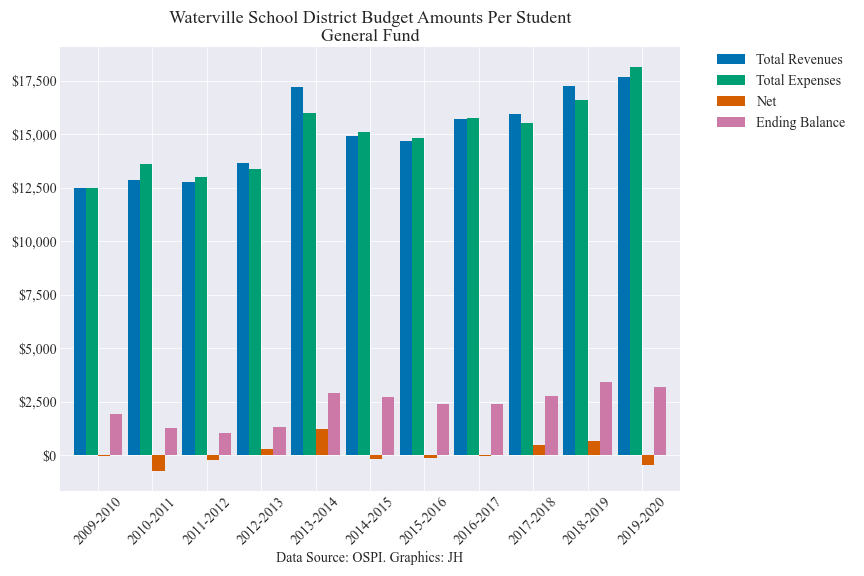 Waterville School District Budget Amounts Per Student
General Fund
Total Revenues
Total Expenses
Net
Ending Balance
$17,500
$15,000
$12,500
$10,000
$7,500
$5,000
$2,500
$0
2009-2010
2010-2011
2011-2012
2012-2013
2013-2014
2014-2015
2015-2016
2016-2017
2017-2018
2018-2019
2019-2020
Data Source: OSPI. Graphics: JH